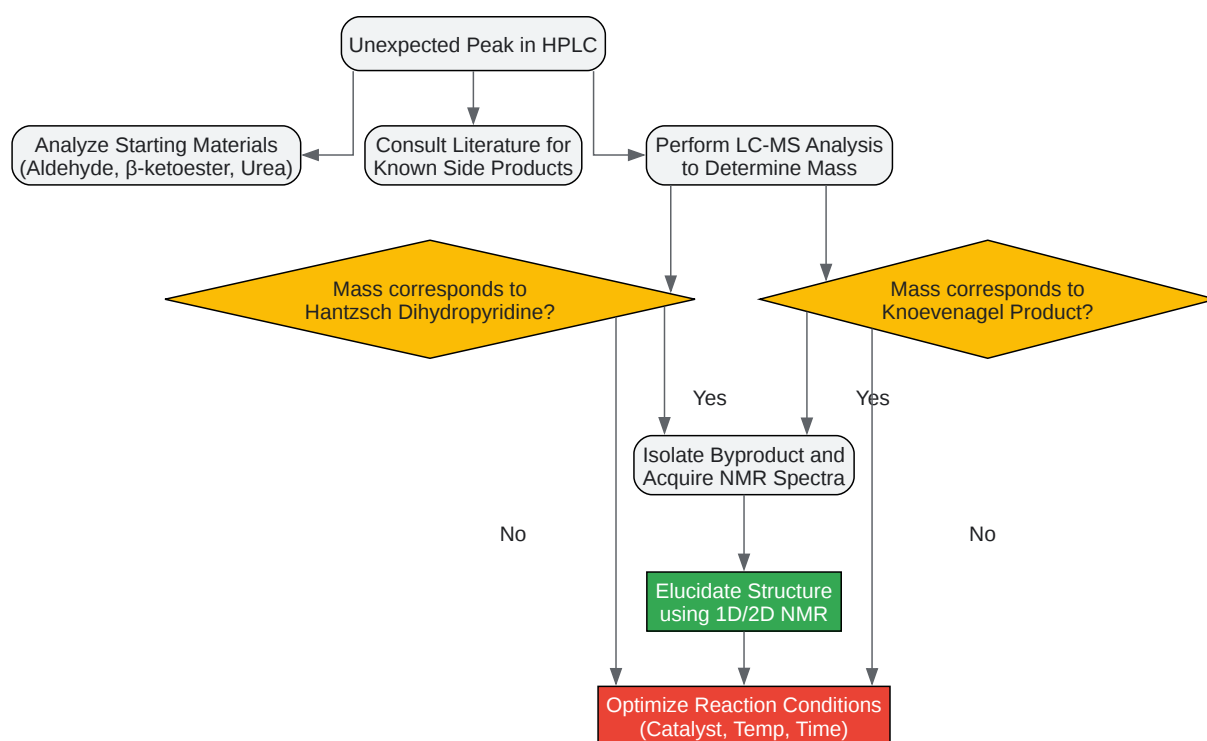 Unexpected Peak in HPLC
Analyze Starting Materials
(Aldehyde, β-ketoester, Urea)
Consult Literature for
Known Side Products
Perform LC-MS Analysis
to Determine Mass
Mass corresponds to
Hantzsch Dihydropyridine?
Mass corresponds to
Knoevenagel Product?
Yes
Yes
Isolate Byproduct and
Acquire NMR Spectra
No
No
Elucidate Structure
using 1D/2D NMR
Optimize Reaction Conditions
(Catalyst, Temp, Time)